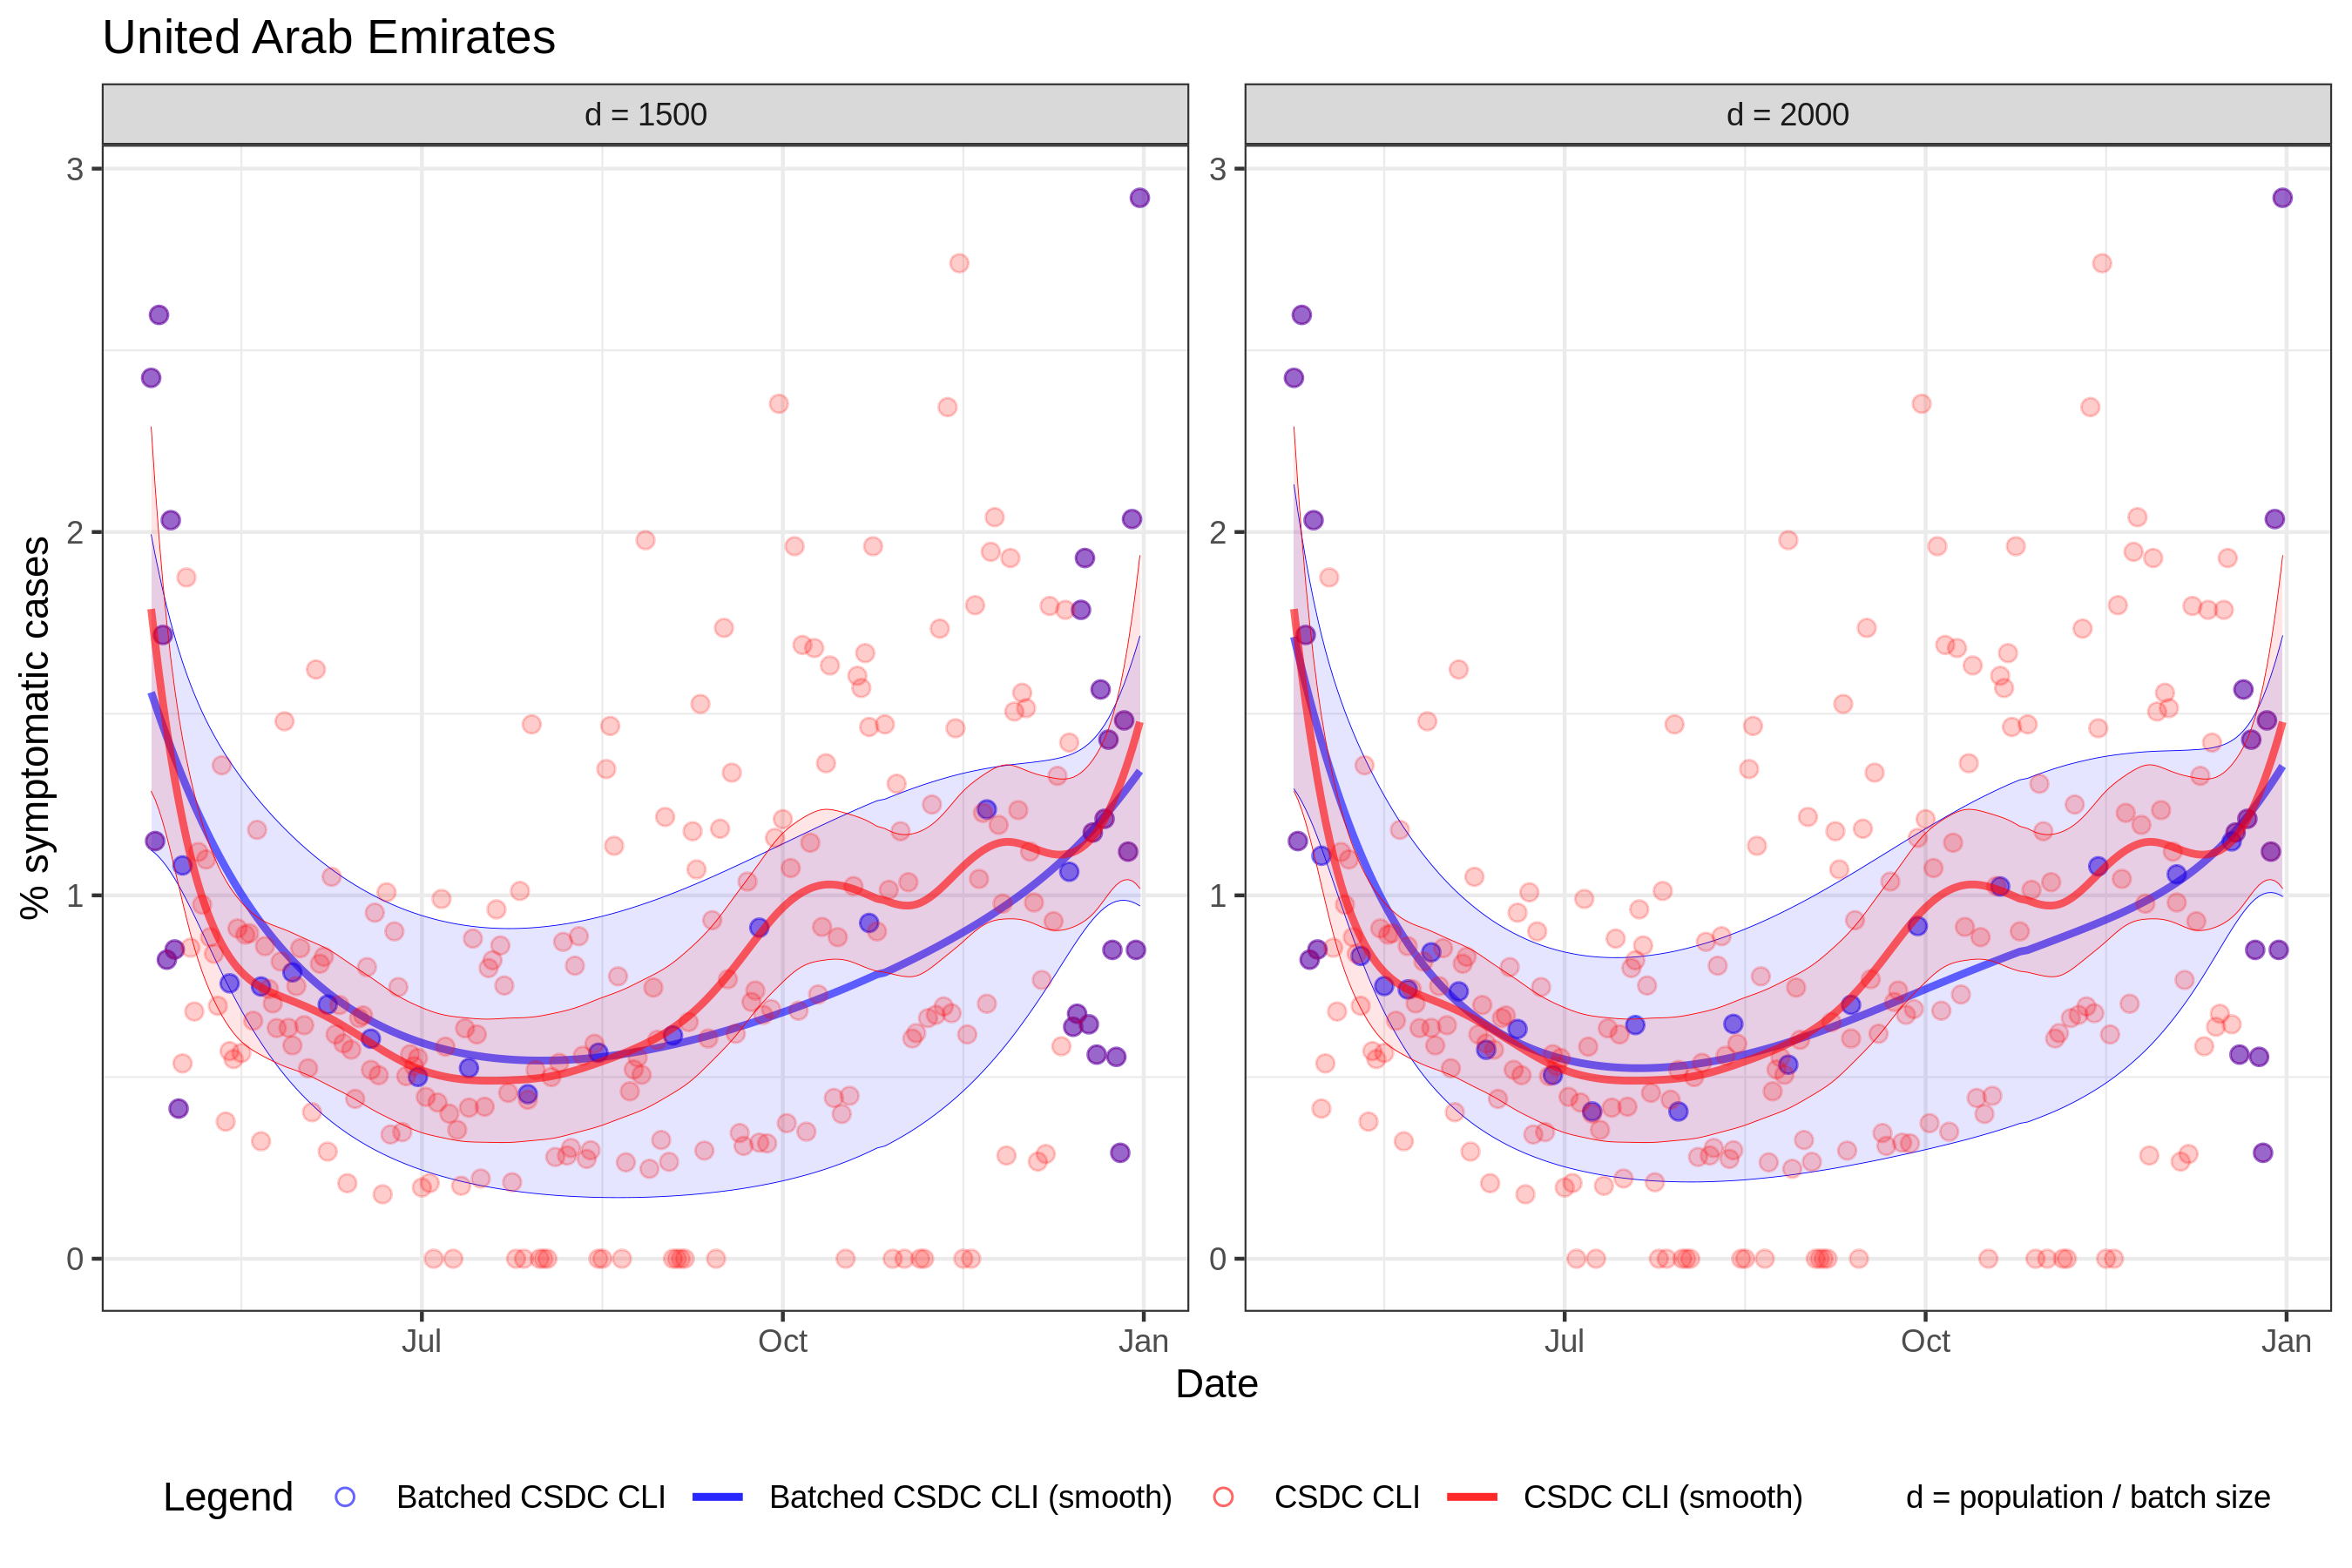 United Arab Emirates
d = 1500
d = 2000
% symptomatic cases
3
2
1
0
3
2
1
0
Jul
Oct
Jan
Jul
Oct
Jan
Date
Legend
Batched CSDC CLI
Batched CSDC CLI (smooth)
CSDC CLI
CSDC CLI (smooth)
d = population / batch size